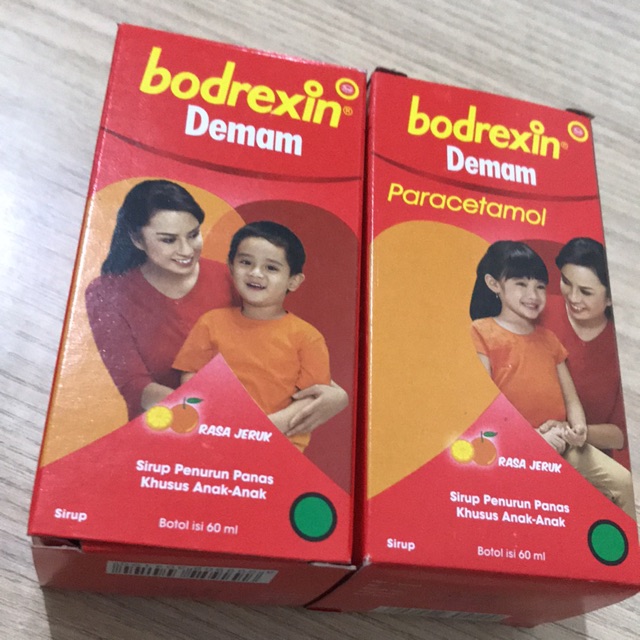 bodrexin®
Demam
RASA JERUK
Sirup Penurun Panas
Khusus Anak-Anak
Sirup
Botol isi 60 ml
bodrexin®
Demam
Paracetamol
RASA JERUK
Sirup Penurun Panas
Khusus Anak-Anak
Sirup
Botol isi 60 ml